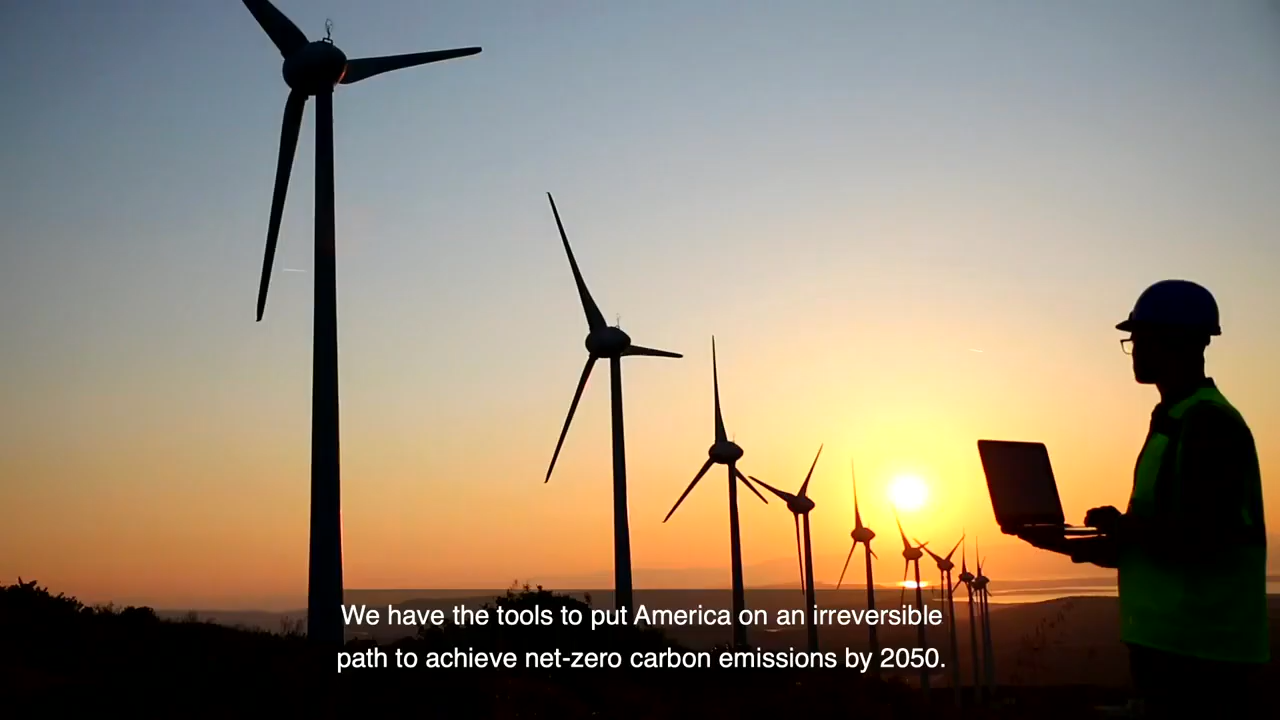 We have the tools to put America on an irreversible
path to achieve net-zero carbon emissions by 2050.